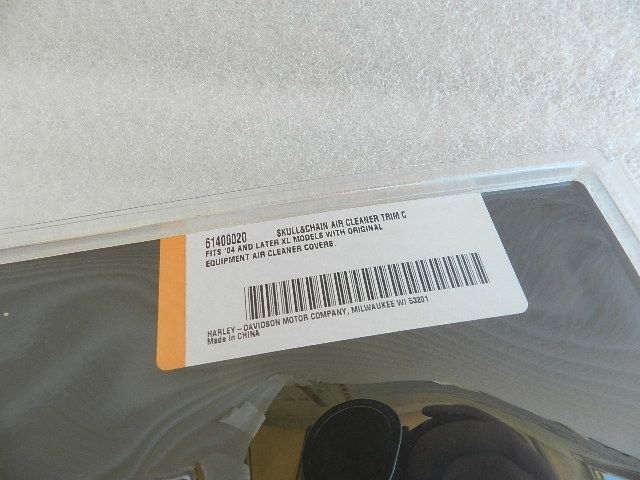 61400020 SKULL&CHAIN AIR CLEANER TRIM C
FITS '04 AND LATER XL MODELS WITH ORIGINAL
EQUIPMENT AIR CLEANER COVERS.
HARLEY-DAVIDSON MOTOR COMPANY, MILWAUKEE WI 53201
Made in CHINA